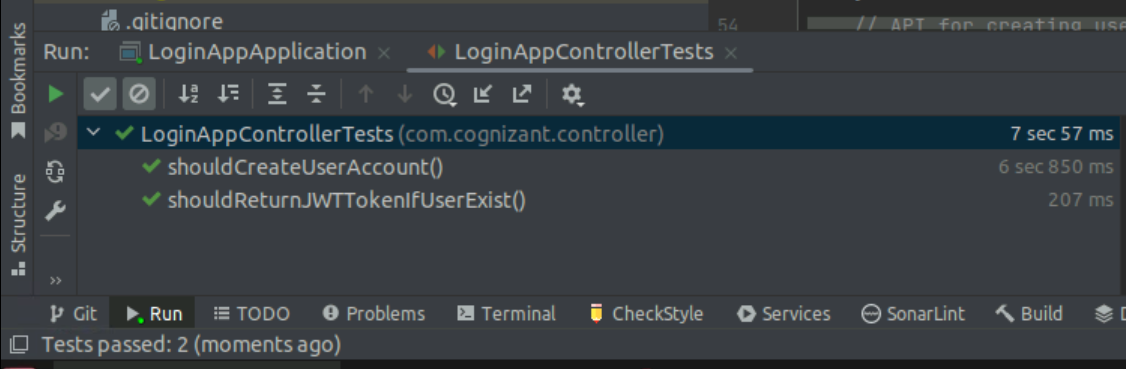 .gitignore
54 // API for creating use
Bookmarks
Structure
Run: LoginAppApplication × LoginAppControllerTests ×
LoginAppControllerTests (com.cognizant.controller) 7 sec 57 ms
shouldCreateUserAccount() 6 sec 850 ms
shouldReturnJWTTokenIfUserExist() 207 ms
Git Run TODO Problems Terminal CheckStyle Services SonarLint Build
Tests passed: 2 (moments ago)